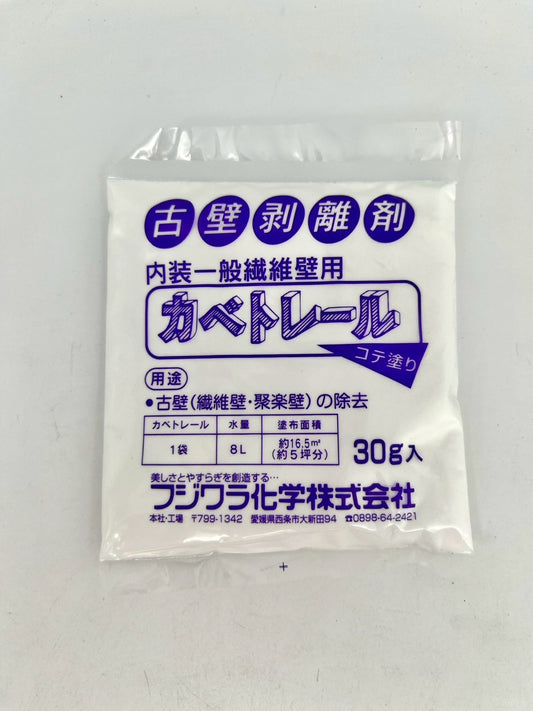 古壁剥離剤
内装一般繊維壁用
カベトレール
コテ塗り
用途
•古壁(繊維壁・聚楽壁)の除去
カベトレール 水量 塗布面積
1袋 8L 約16.5㎡
(約5坪分)
30g入
美しさとやすらぎを創造する…
フジワラ化学株式会社
本社・工場 〒799-1342 愛媛県西条市大新田94 ☎0898-64-2421